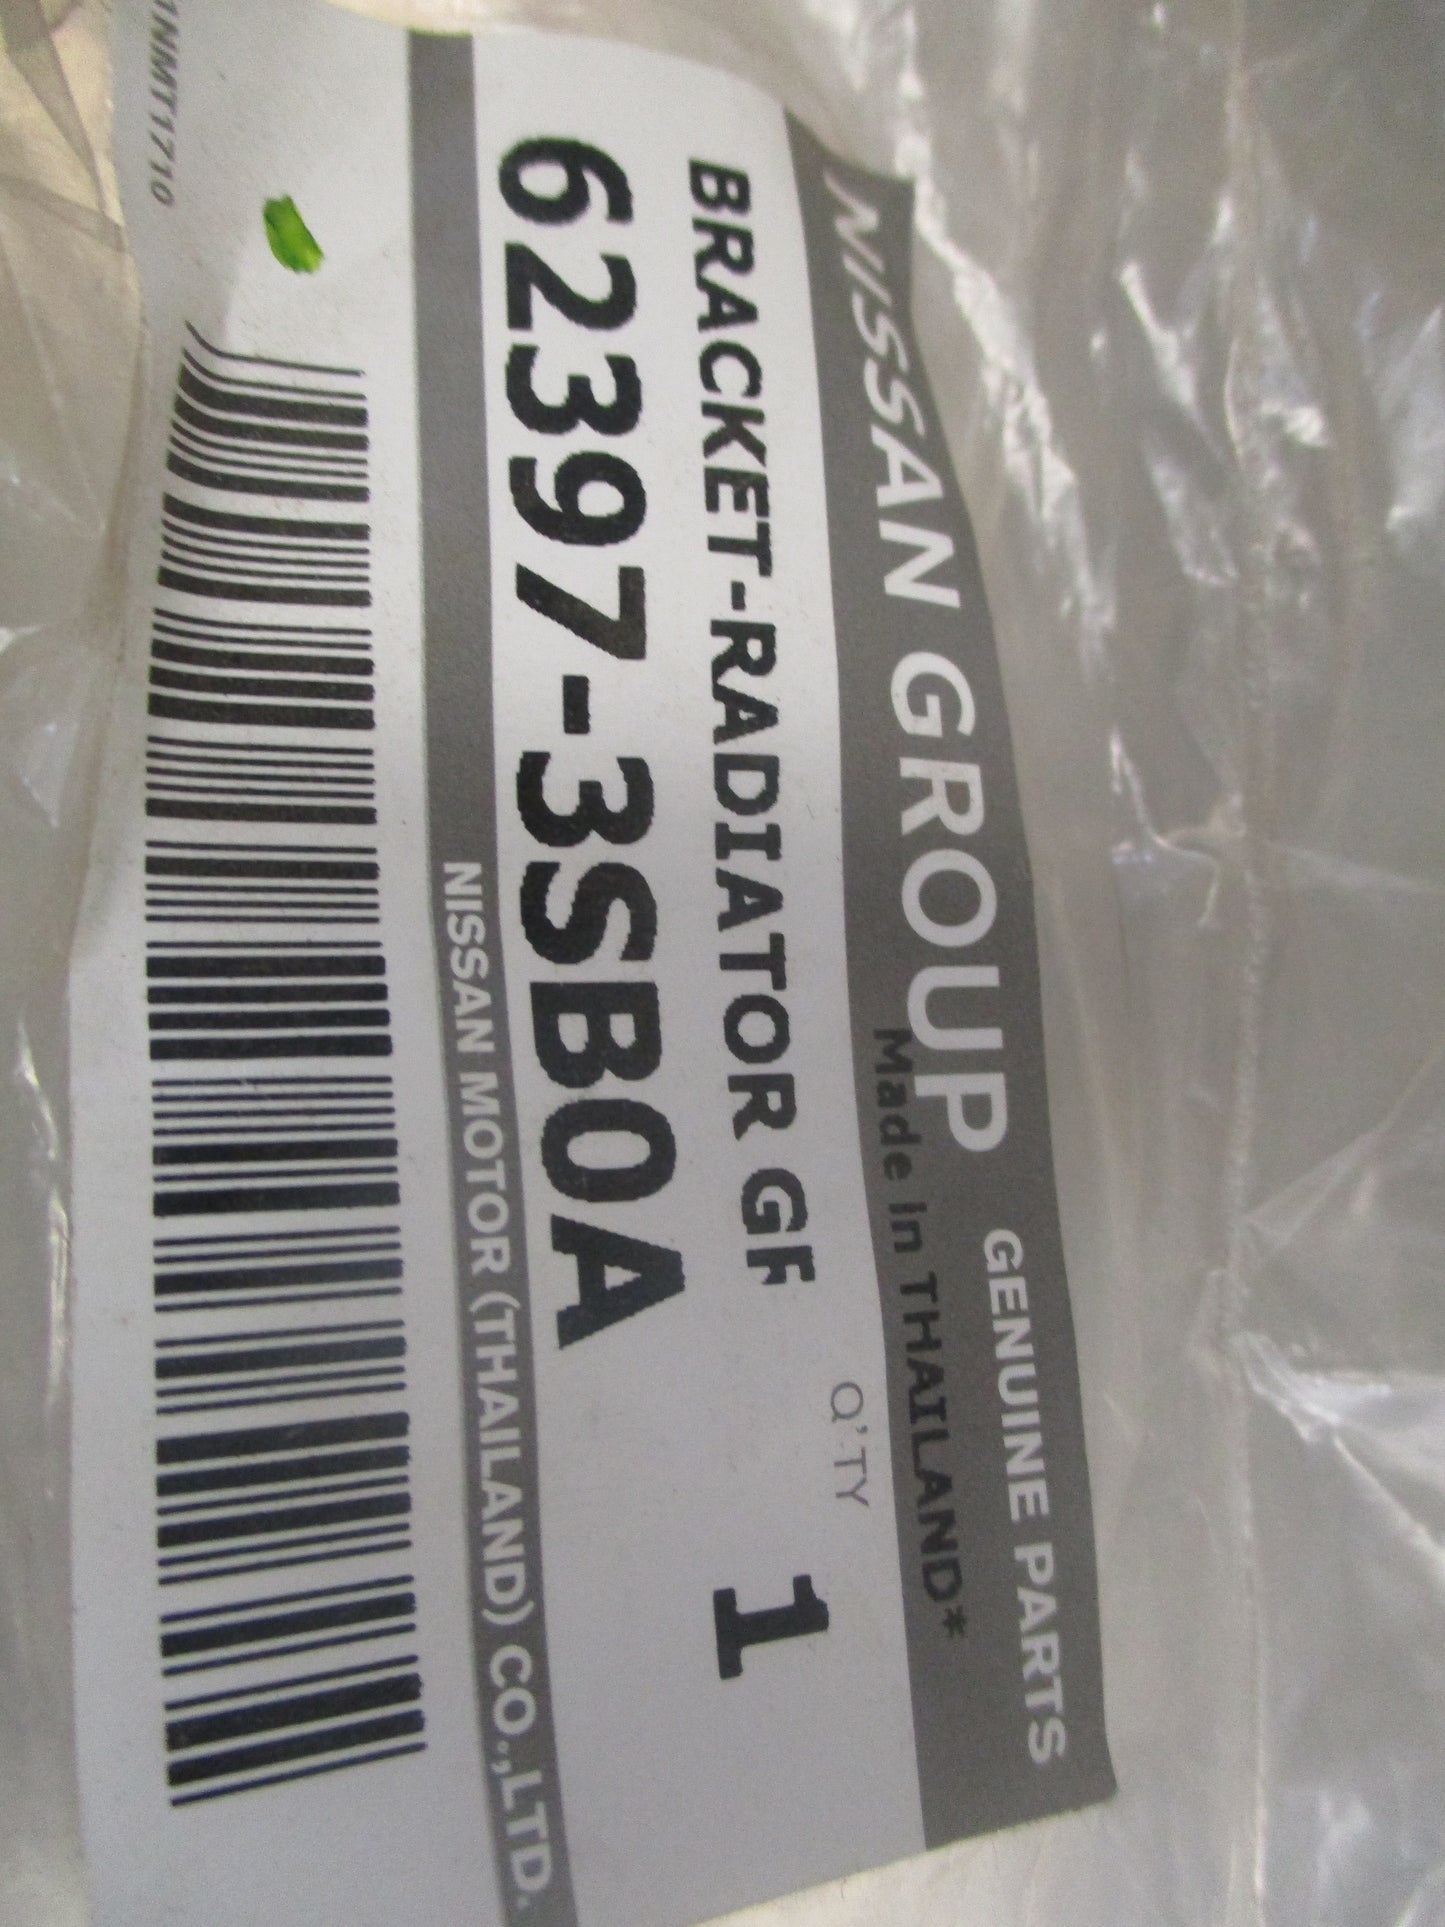 NISSAN GROUP GENUINE PARTS
Made in THAILAND*
BRACKET-RADIATOR GF
Q'TY
1
62397-3SB0A
NISSAN MOTOR (THAILAND) CO.,LTD.
1NMT1710